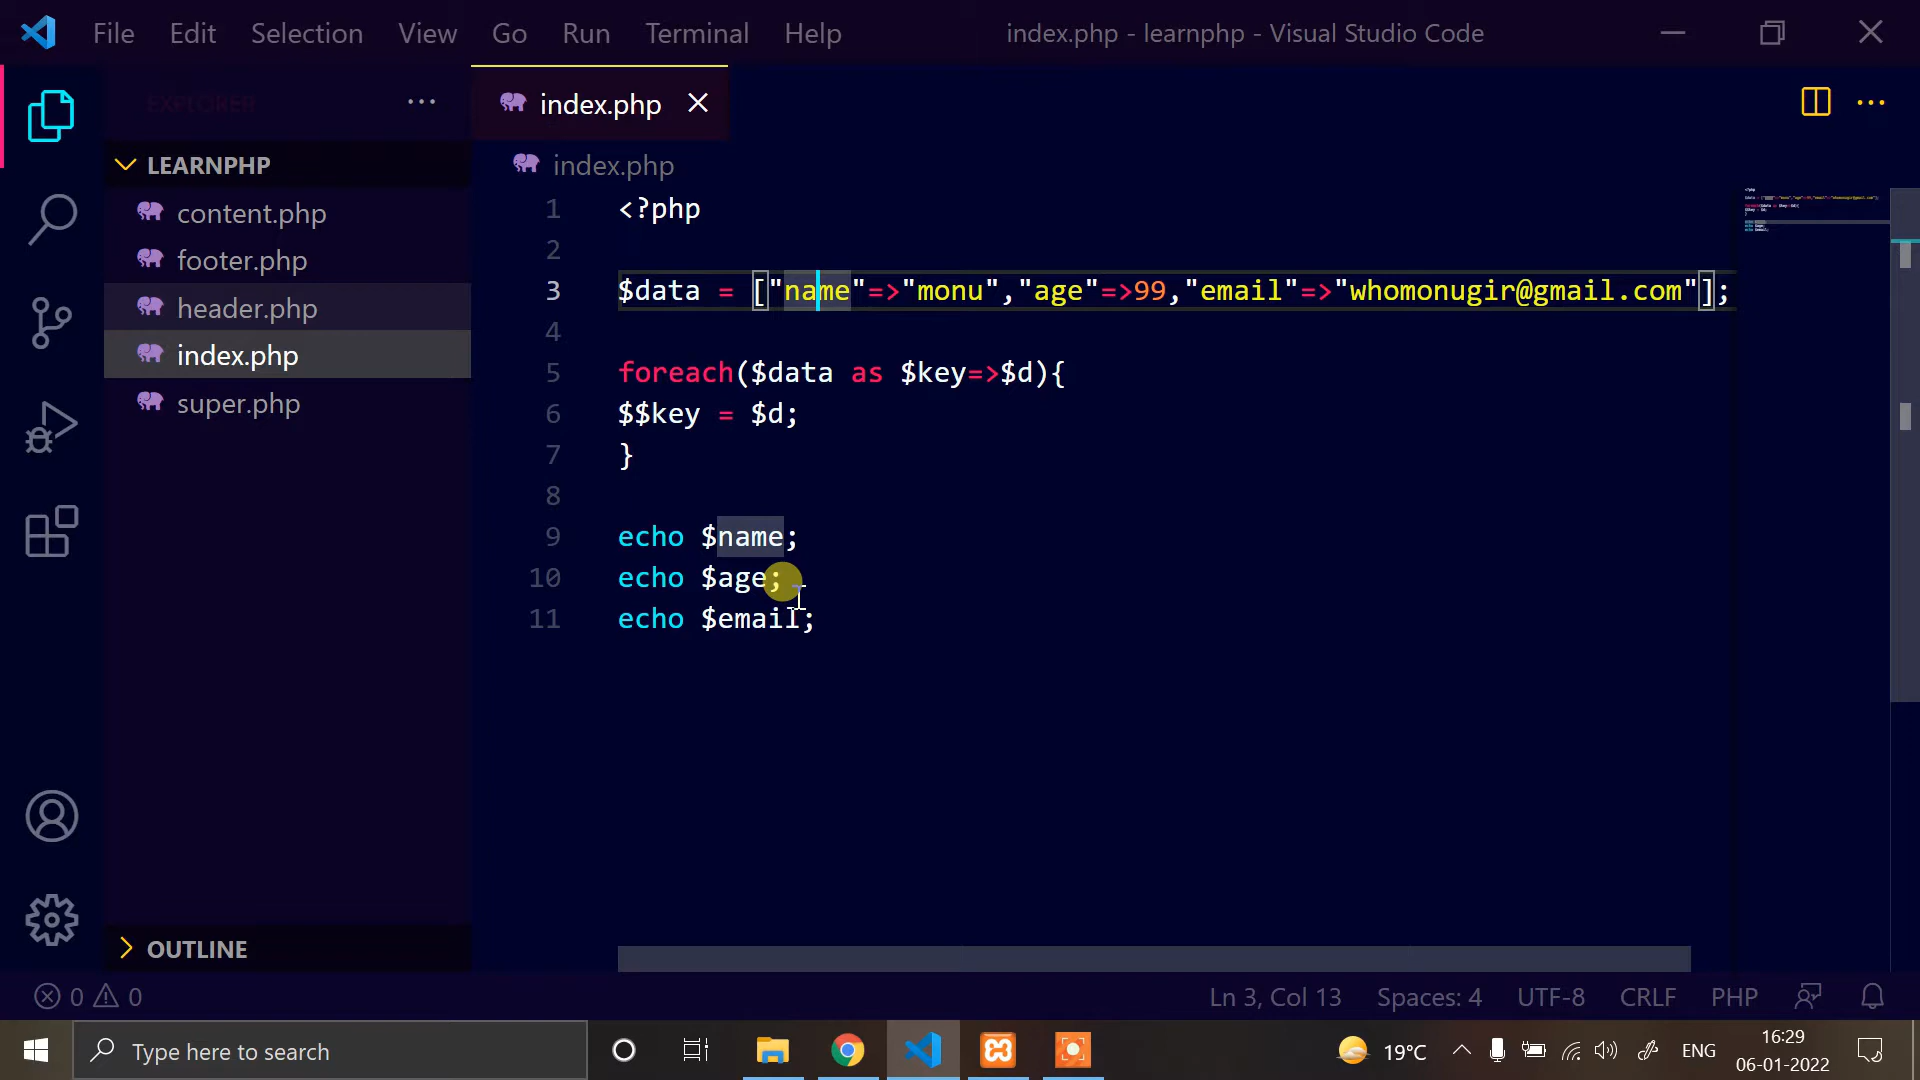 File Edit Selection View Go Run Terminal Help index.php - learnphp - Visual Studio Code
EXPLORER
index.php
LEARNPHP
content.php
footer.php
header.php
index.php
super.php
OUTLINE
index.php
1 <?php
2
3 $data = ["name"=>"monu","age"=>99,"email"=>"whomonugir@gmail.com"];
4
5 foreach($data as $key=>$d){
6 $$key = $d;
7 }
8
9 echo $name;
10 echo $age;
11 echo $email;
0 0 Ln 3, Col 13 Spaces: 4 UTF-8 CRLF PHP
Type here to search 19°C ENG 16:29
06-01-2022